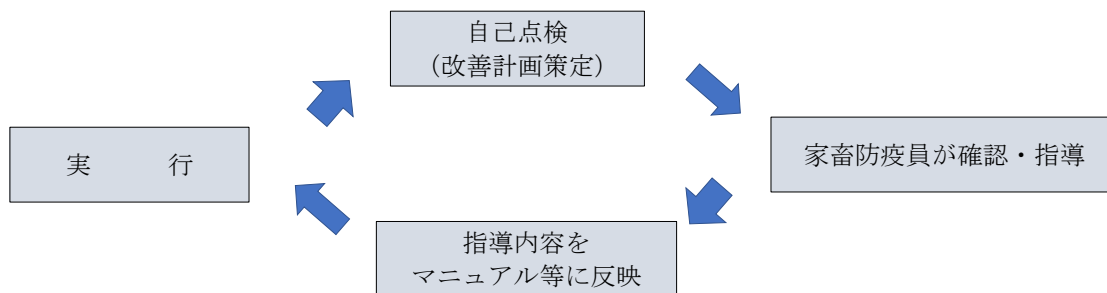 自己点検
（改善計画策定）
実　　　行
家畜防疫員が確認・指導
指導内容を
マニュアル等に反映